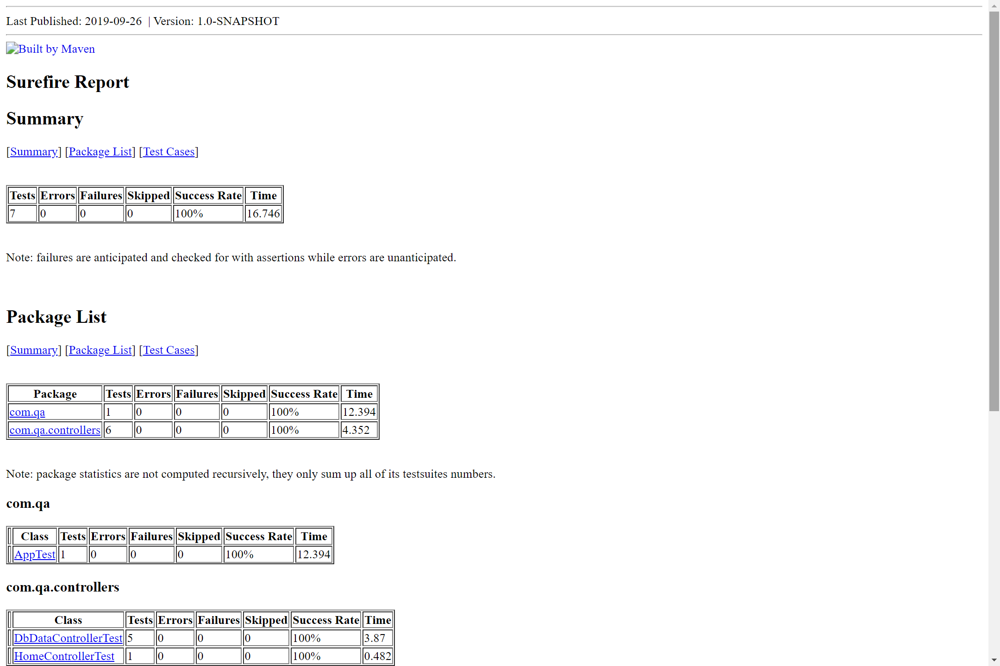 Last Published: 2019-09-26 | Version: 1.0-SNAPSHOT
Built by Maven
Surefire Report
Summary
[Summary] [Package List] [Test Cases]
Tests Errors Failures Skipped Success Rate Time
7 0 0 0 100% 16.746
Note: failures are anticipated and checked for with assertions while errors are unanticipated.
Package List
[Summary] [Package List] [Test Cases]
Package Tests Errors Failures Skipped Success Rate Time
com.qa 1 0 0 0 100% 12.394
com.qa.controllers 6 0 0 0 100% 4.352
Note: package statistics are not computed recursively, they only sum up all of its testsuites numbers.
com.qa
Class Tests Errors Failures Skipped Success Rate Time
AppTest 1 0 0 0 100% 12.394
com.qa.controllers
Class Tests Errors Failures Skipped Success Rate Time
DbDataControllerTest 5 0 0 0 100% 3.87
HomeControllerTest 1 0 0 0 100% 0.482